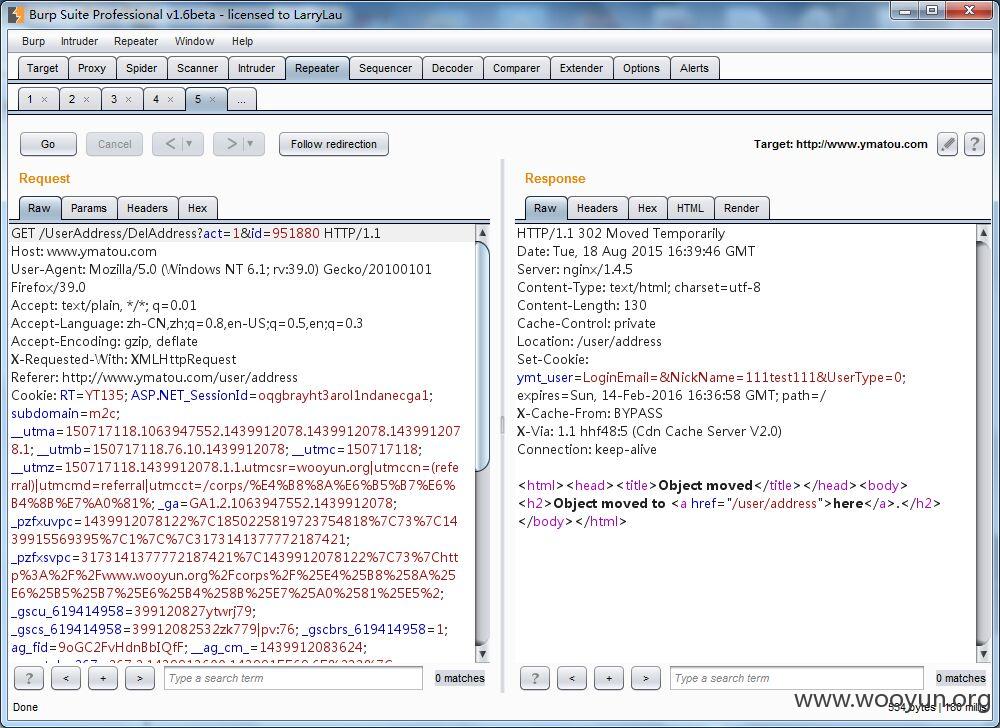 Burp Suite Professional v1.6beta - licensed to LarryLau
Burp Intruder Repeater Window Help
Target Proxy Spider Scanner Intruder Repeater Sequencer Decoder Comparer Extender Options Alerts
1 × 2 × 3 × 4 × 5 × ...
Go Cancel < > Follow redirection Target: http://www.ymatou.com ?
Request
Raw Params Headers Hex
GET /UserAddress/DelAddress?act=1&id=951880 HTTP/1.1
Host: www.ymatou.com
User-Agent: Mozilla/5.0 (Windows NT 6.1; rv:39.0) Gecko/20100101
Firefox/39.0
Accept: text/plain, */*; q=0.01
Accept-Language: zh-CN,zh;q=0.8,en-US;q=0.5,en;q=0.3
Accept-Encoding: gzip, deflate
X-Requested-With: XMLHttpRequest
Referer: http://www.ymatou.com/user/address
Cookie: RT=YT135; ASP.NET_SessionId=oqgbrayht3arol1ndanecga1;
subdomain=m2c;
__utma=150717118.1063947552.1439912078.1439912078.143991207
8.1; __utmb=150717118.76.10.1439912078; __utmc=150717118;
__utmz=150717118.1439912078.1.1.utmcsr=wooyun.org|utmccn=(refe
rral)|utmcmd=referral|utmcct=/corps/%E4%B8%8A%E6%B5%B7%E6%
B4%8B%E7%A0%81%; _ga=GA1.2.1063947552.1439912078;
_pzfxuvpc=1439912078122%7C1850225819723754818%7C73%7C14
39915569395%7C1%7C%7C3173141377772187421;
_pzfxsvpc=3173141377772187421%7C1439912078122%7C73%7Chtt
p%3A%2F%2Fwww.wooyun.org%2Fcorps%2F%25E4%25B8%258A%25
E6%25B5%25B7%25E6%25B4%258B%25E7%25A0%2581%25E5%2;
_gscu_619414958=399120827ytwrj79;
_gscs_619414958=39912082532zk779|pv:76; _gscbrs_619414958=1;
ag_fid=9oGC2FvHdnBbIQfF; __ag_cm_=1439912083624;
? < + > Type a search term 0 matches
Response
Raw Headers Hex HTML Render
HTTP/1.1 302 Moved Temporarily
Date: Tue, 18 Aug 2015 16:39:46 GMT
Server: nginx/1.4.5
Content-Type: text/html; charset=utf-8
Content-Length: 130
Cache-Control: private
Location: /user/address
Set-Cookie:
ymt_user=LoginEmail=&NickName=111test111&UserType=0;
expires=Sun, 14-Feb-2016 16:36:58 GMT; path=/
X-Cache-From: BYPASS
X-Via: 1.1 hhf48:5 (Cdn Cache Server V2.0)
Connection: keep-alive
<html><head><title>Object moved</title></head><body>
<h2>Object moved to <a href="/user/address">here</a>.</h2>
</body></html>
? < + > Type a search term 0 matches
Done
534 bytes | 180 millis
www.wooyun.org